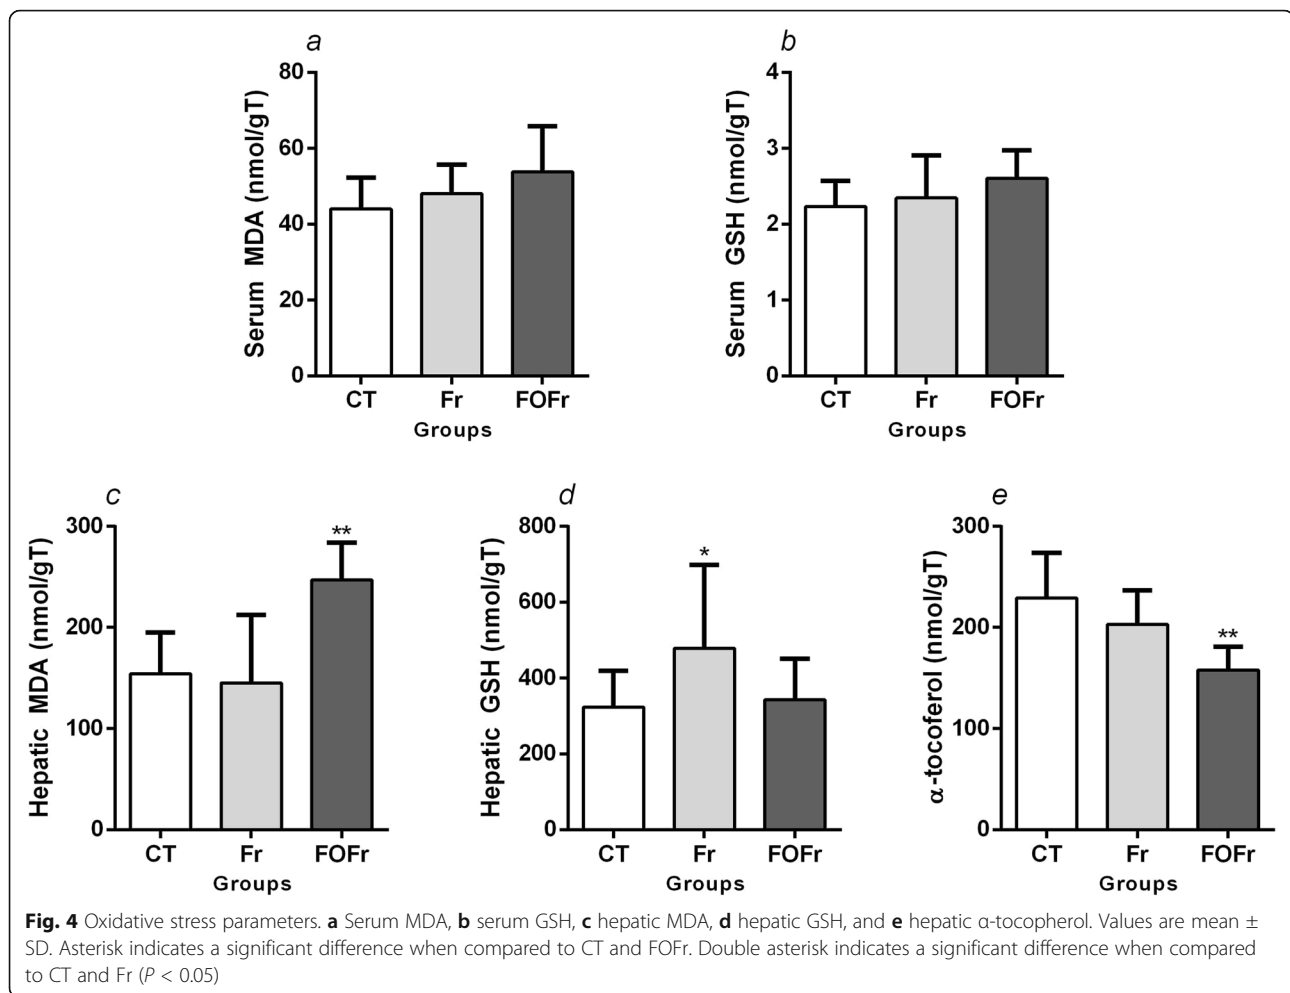 a
b
Serum MDA (nmol/gT)
80
60
40
20
0
CT Fr FOFr
Groups
Serum GSH (nmol/gT)
4
3
2
1
0
CT Fr FOFr
Groups
c
d
e
Hepatic MDA (nmol/gT)
300
200
100
0
**
CT Fr FOFr
Groups
Hepatic GSH (nmol/gT)
800
600
400
200
0
*
CT Fr FOFr
Groups
α-tocoferol (nmol/gT)
300
200
100
0
**
CT Fr FOFr
Groups
Fig. 4 Oxidative stress parameters. a Serum MDA, b serum GSH, c hepatic MDA, d hepatic GSH, and e hepatic α-tocopherol. Values are mean ±
SD. Asterisk indicates a significant difference when compared to CT and FOFr. Double asterisk indicates a significant difference when compared
to CT and Fr (P < 0.05)